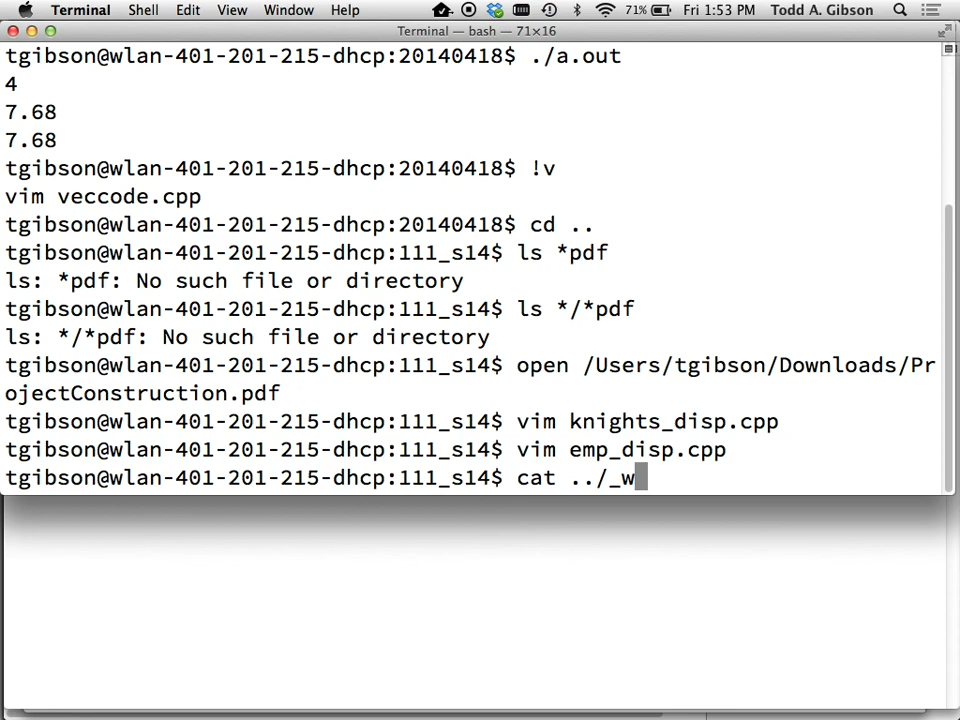 Terminal Shell Edit View Window Help 71% Fri 1:53 PM Todd A. Gibson
Terminal — bash — 71×16
tgibson@wlan-401-201-215-dhcp:20140418$ ./a.out
4
7.68
7.68
tgibson@wlan-401-201-215-dhcp:20140418$ !v
vim veccode.cpp
tgibson@wlan-401-201-215-dhcp:20140418$ cd ..
tgibson@wlan-401-201-215-dhcp:111_s14$ ls *pdf
ls: *pdf: No such file or directory
tgibson@wlan-401-201-215-dhcp:111_s14$ ls */*pdf
ls: */*pdf: No such file or directory
tgibson@wlan-401-201-215-dhcp:111_s14$ open /Users/tgibson/Downloads/Pr
ojectConstruction.pdf
tgibson@wlan-401-201-215-dhcp:111_s14$ vim knights_disp.cpp
tgibson@wlan-401-201-215-dhcp:111_s14$ vim emp_disp.cpp
tgibson@wlan-401-201-215-dhcp:111_s14$ cat ../_w